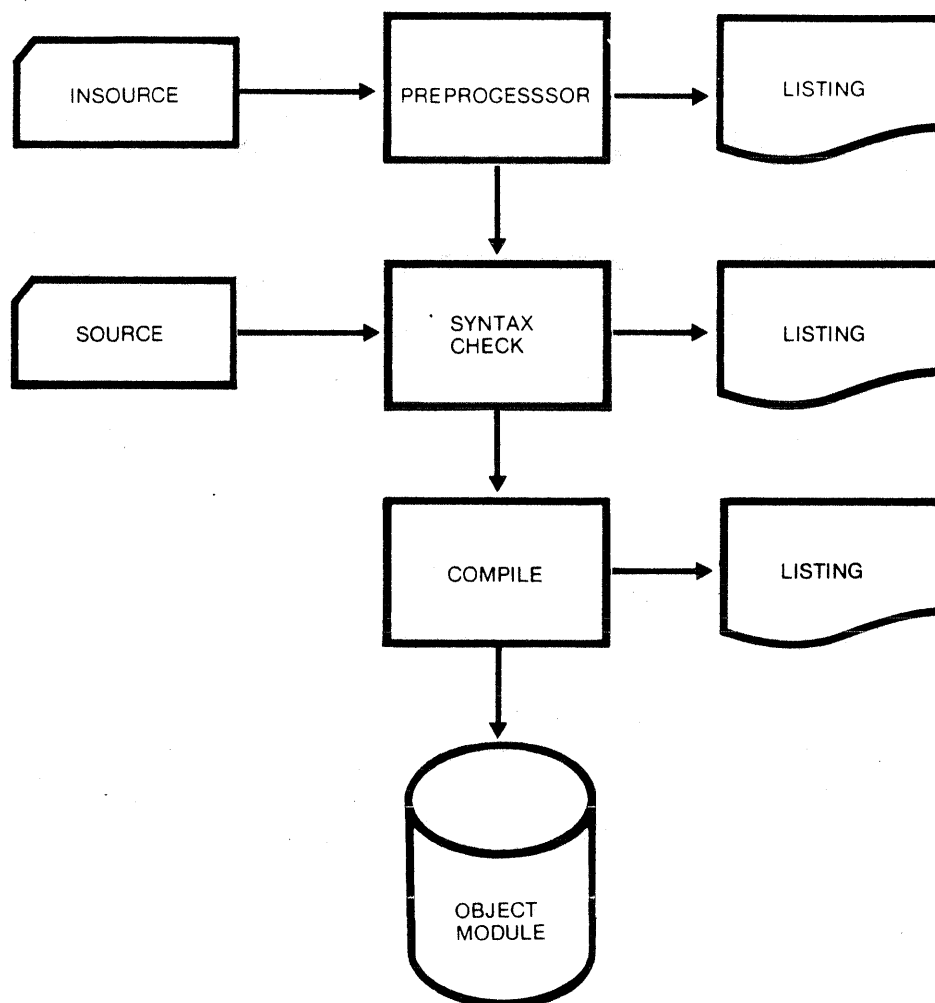 INSOURCE
PREPROGESSSOR
LISTING
SOURCE
SYNTAX
CHECK
LISTING
COMPILE
LISTING
OBJECT
MODULE